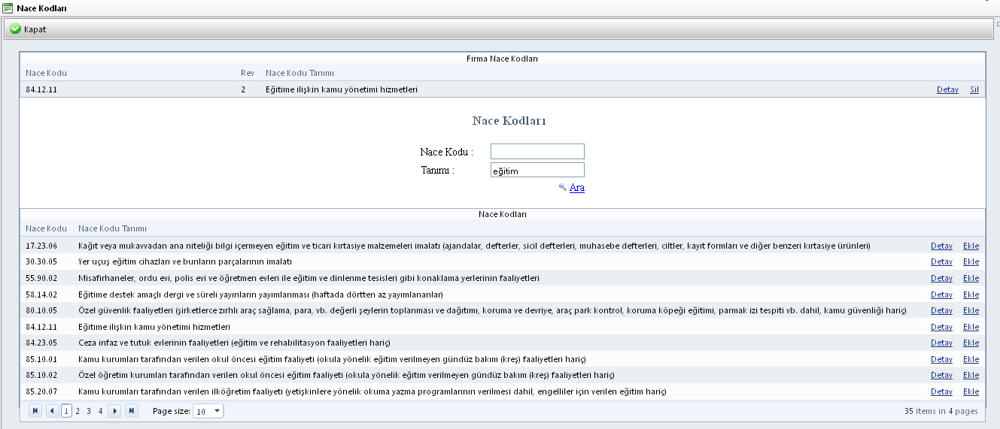 Nace Kodları
Kapat
Firma Nace Kodları
Nace Kodu Rev Nace Kodu Tanımı
84.12.11 2 Eğitime ilişkin kamu yönetimi hizmetleri Detay Sil
Nace Kodları
Nace Kodu :
Tanımı : eğitim
Ara
Nace Kodları
Nace Kodu Nace Kodu Tanımı
17.23.06 Kağıt veya mukavvadan ana niteliği bilgi içermeyen eğitim ve ticari kırtasiye malzemeleri imalatı (ajandalar, defterler, sicil defterleri, muhasebe defterleri, ciltler, kayıt formları ve diğer benzeri kırtasiye ürünleri) Detay Ekle
30.30.05 Yer uçuş eğitim cihazları ve bunların parçalarının imalatı Detay Ekle
55.90.02 Misafirhaneler, ordu evi, polis evi ve öğretmen evleri ile eğitim ve dinlenme tesisleri gibi konaklama yerlerinin faaliyetleri Detay Ekle
58.14.02 Eğitime destek amaçlı dergi ve süreli yayınların yayımlanması (haftada dörtten az yayımlananlar) Detay Ekle
80.10.05 Özel güvenlik faaliyetleri (şirketlerce zırhlı araç sağlama, para, vb. değerli şeylerin toplanması ve dağıtımı, koruma ve devriye, araç park kontrol, koruma köpeği eğitimi, parmak izi tespiti vb. dahil, kamu güvenliği hariç) Detay Ekle
84.12.11 Eğitime ilişkin kamu yönetimi hizmetleri Detay Ekle
84.23.05 Ceza infaz ve tutuk evlerinin faaliyetleri (eğitim ve rehabilitasyon faaliyetleri hariç) Detay Ekle
85.10.01 Kamu kurumları tarafından verilen okul öncesi eğitim faaliyeti (okula yönelik eğitim verilmeyen gündüz bakım (kreş) faaliyetleri hariç) Detay Ekle
85.10.02 Özel öğretim kurumları tarafından verilen okul öncesi eğitim faaliyeti (okula yönelik eğitim verilmeyen gündüz bakım (kreş) faaliyetleri hariç) Detay Ekle
85.20.07 Kamu kurumları tarafından verilen ilköğretim faaliyeti (yetişkinlere yönelik okuma yazma programlarının verilmesi dahil, engelliler için verilen eğitim hariç) Detay Ekle
1 2 3 4 Page size: 10 35 items in 4 pages